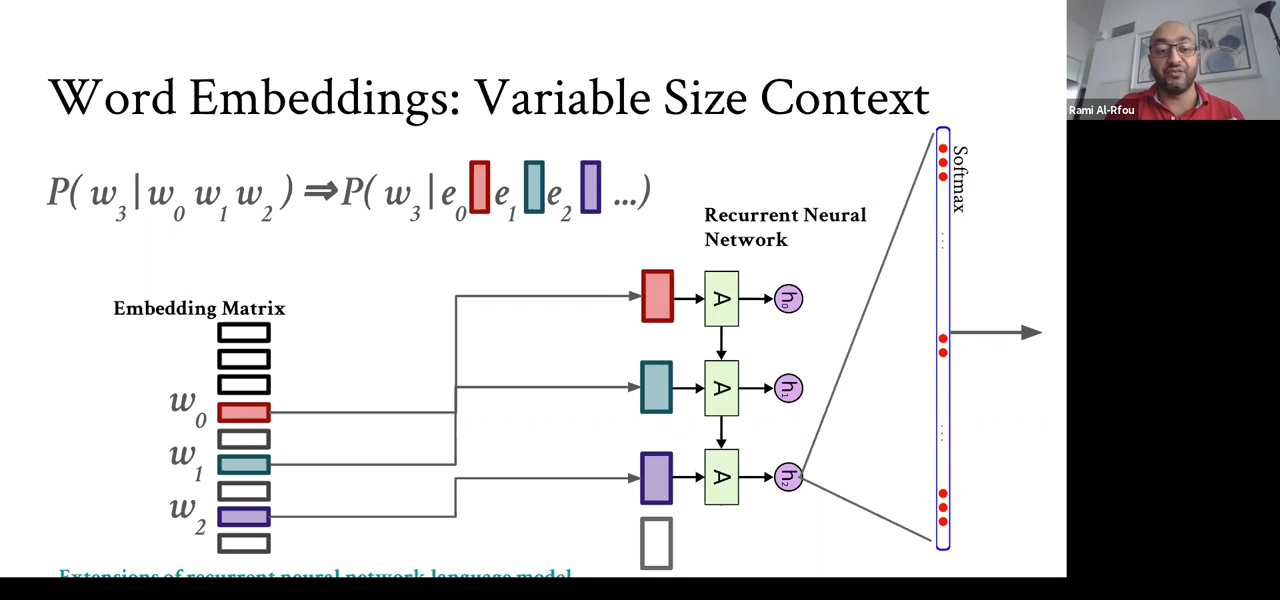 Word Embeddings: Variable Size Context
P( w3 | w0 w1 w2 ) ⇒ P( w3 | e0 e1 e2 ...)
Softmax
Recurrent Neural
Network
Embedding Matrix
w0
w1
w2
A
h0
A
h1
A
h2
Extensions of recurrent neural network language model
Rami Al-Rfou